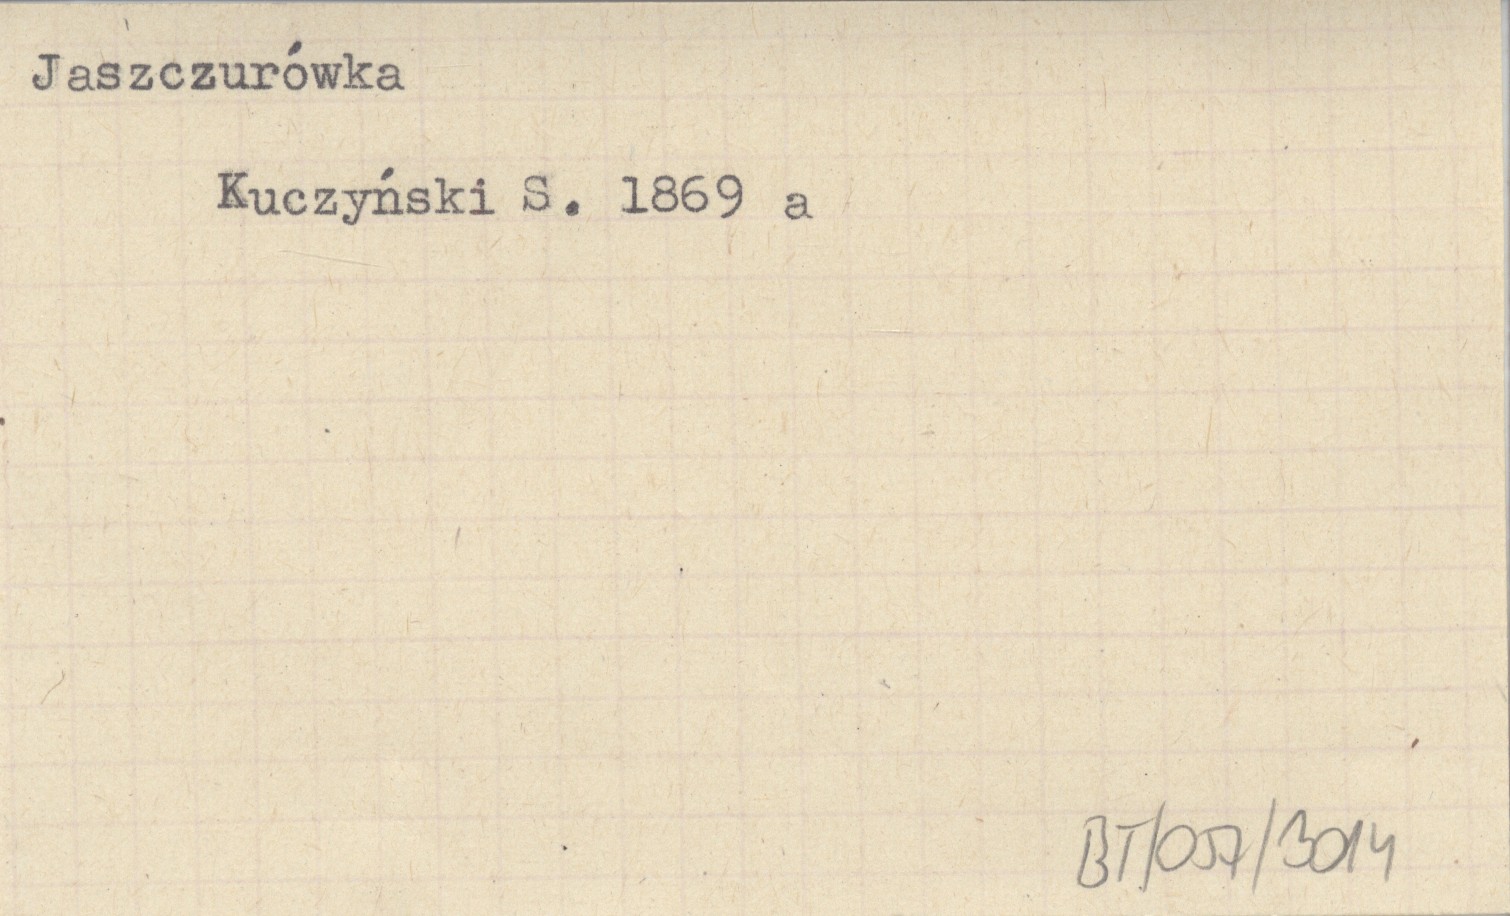 Jaszczurówka
Kuczyński S. 1869 a
BT/057/3014